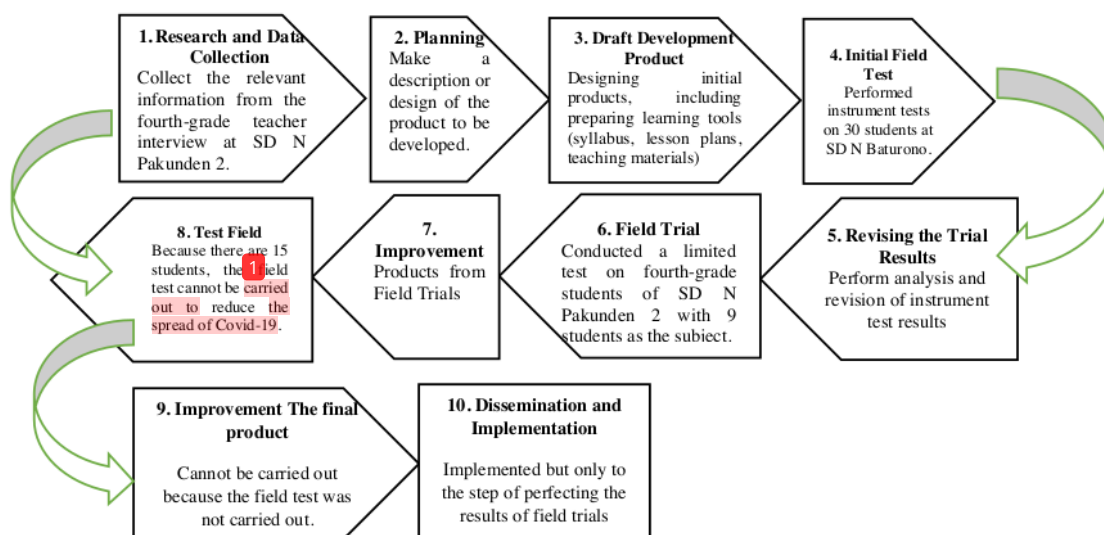 1. Research and Data
Collection
Collect the relevant
information from the
fourth-grade teacher
interview at SD N
Pakunden 2.
2. Planning
Make a
description or
design of the
product to be
developed.
3. Draft Development
Product
Designing initial
products, including
preparing learning tools
(syllabus, lesson plans,
teaching materials)
4. Initial Field
Test
Performed
instrument tests
on 30 students at
SD N Baturono.
5. Revising the Trial
Results
Perform analysis and
revision of instrument
test results
6. Field Trial
Conducted a limited
test on fourth-grade
students of SD N
Pakunden 2 with 9
students as the subject.
7.
Improvement
Products from
Field Trials
8. Test Field
Because there are 15
students, the field
1
test cannot be carried
out to reduce the
spread of Covid-19.
9. Improvement The final
product
Cannot be carried out
because the field test was
not carried out.
10. Dissemination and
Implementation
Implemented but only to
the step of perfecting the
results of field trials